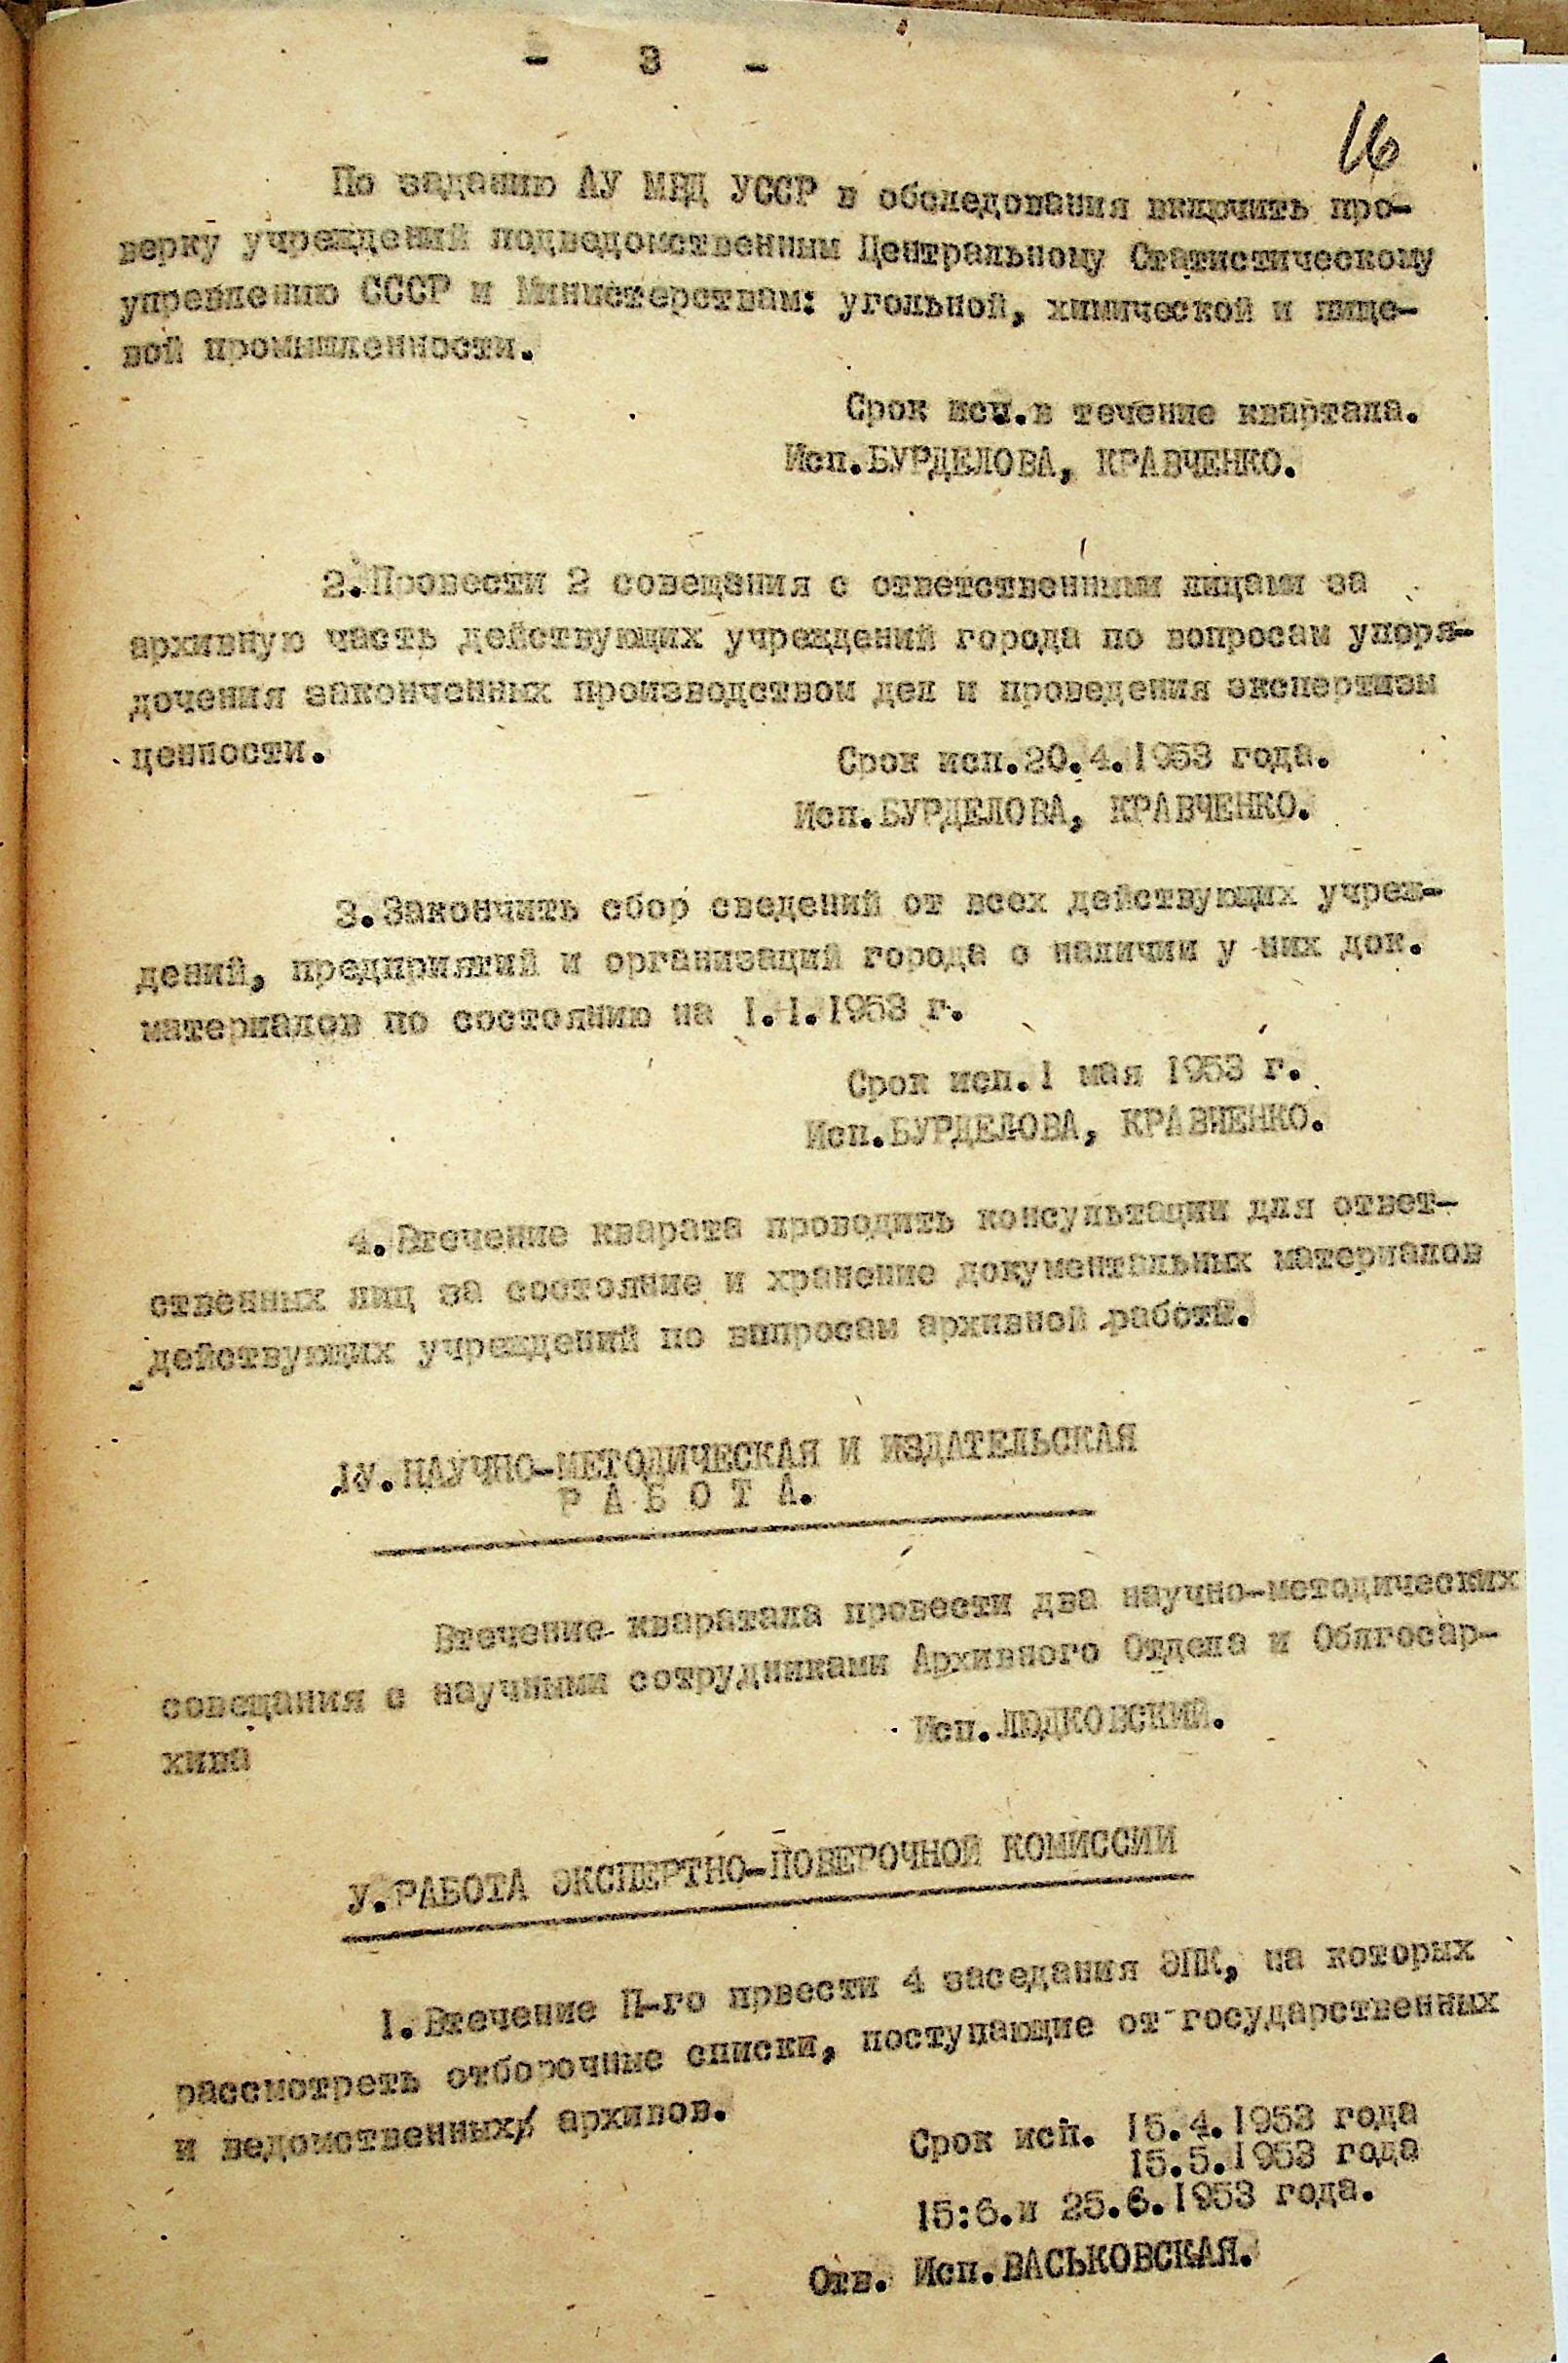 - 3 -
16
По заданию АУ МВД УССР в обследования включить про-
верку учреждений подведомственным Центральному Статистическому
управлению СССР и Министерствам: угольной, химической и пище-
вой промышленности.
Срок исп.в течение квартала.
Исп.БУРДЕЛОВА, КРАВЧЕНКО.
2.Провести 2 совещания с ответственными лицами за
архивную часть действующих учреждений города по вопросам упоря-
дочения законченных производством дел и проведения экспертизы
ценности.
Срок исп.20.4.1953 года.
Исп.БУРДЕЛОВА, КРАВЧЕНКО.
3.Закончить сбор сведений от всех действующих учреж-
дений, предприятий и организаций города о наличии у них док.
материалов по состоянию на I.I.1953 г.
Срок исп.1 мая 1953 г.
Исп.БУРДЕЛОВА, КРАВЧЕНКО.
4.Втечение кварата проводить консультации для ответ-
ственных лиц за состояние и хранение документальных материалов
действующих учреждений по вопросам архивной работы.
IУ.НАУЧНО-МЕТОДИЧЕСКАЯ И ИЗДАТЕЛЬСКАЯ
Р А Б О Т А.
Втечение кваратала провести два научно-методических
совещания с научными сотрудниками Архивного Отдела и Облгосар-
хива
Исп.ЛЮДКОВСКИЙ.
У.РАБОТА ЭКСПЕРТНО-ПОВЕРОЧНОЙ КОМИССИИ
I.Втечение П-го првести 4 заседания ЭПК, на которых
рассмотреть отборочные списки, поступающие от государственных
и ведомственных архивов.
Срок исп. 15.4.1953 года
15.5.1953 года
15:6.и 25.6.1953 года.
Отв. Исп.ВАСЬКОВСКАЯ.